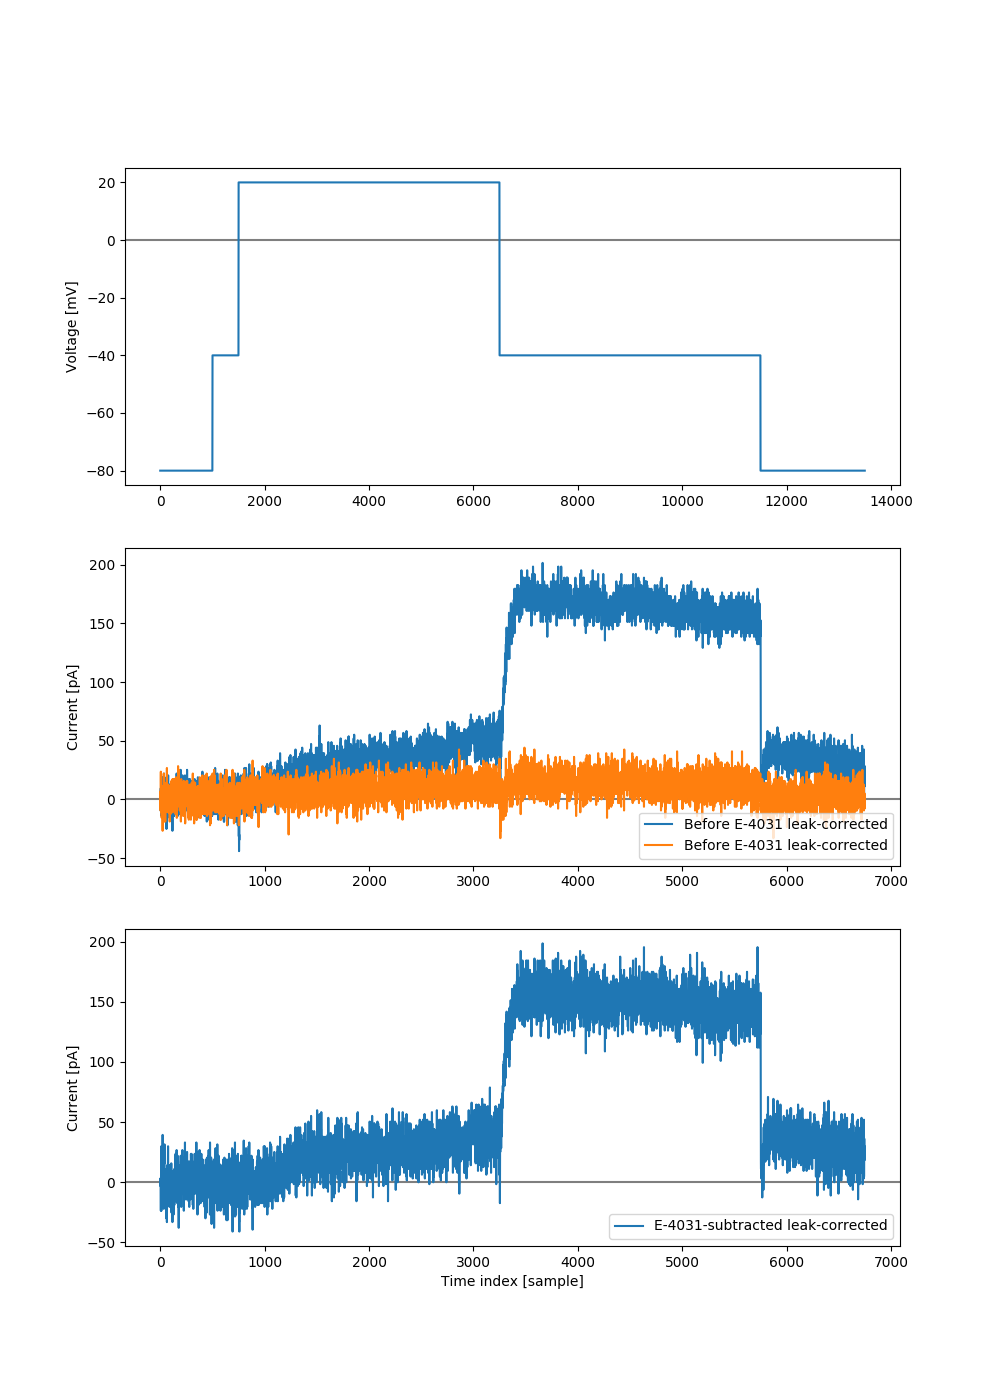 20
0
−20
−40
−60
−80
Voltage [mV]
0 2000 4000 6000 8000 10000 12000 14000
200
150
100
50
0
−50
Current [pA]
Before E-4031 leak-corrected
Before E-4031 leak-corrected
0 1000 2000 3000 4000 5000 6000 7000
200
150
100
50
0
−50
Current [pA]
E-4031-subtracted leak-corrected
0 1000 2000 3000 4000 5000 6000 7000
Time index [sample]